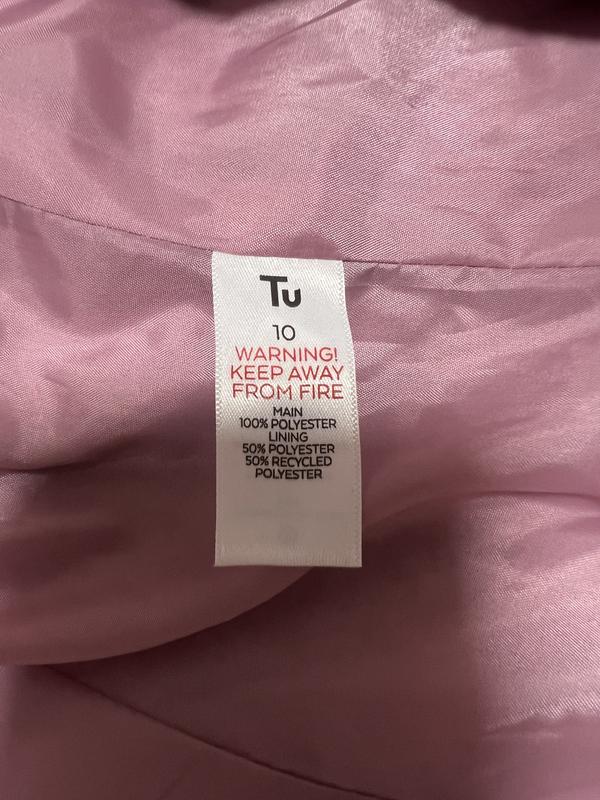 Tu
10
WARNING!
KEEP AWAY
FROM FIRE
MAIN
100% POLYESTER
LINING
50% POLYESTER
50% RECYCLED
POLYESTER